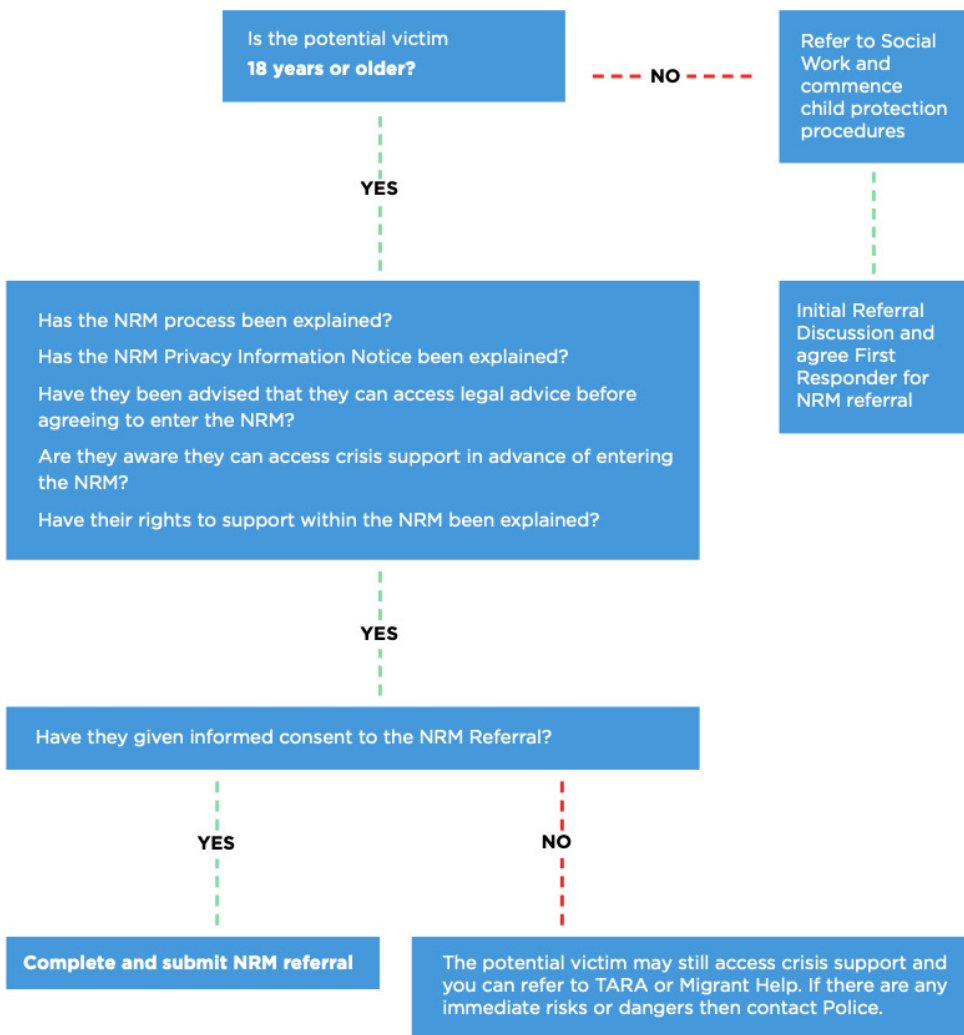 Is the potential victim
18 years or older?
NO
Refer to Social
Work and
commence
child protection
procedures
YES
Has the NRM process been explained?
Has the NRM Privacy Information Notice been explained?
Have they been advised that they can access legal advice before
agreeing to enter the NRM?
Are they aware they can access crisis support in advance of entering
the NRM?
Have their rights to support within the NRM been explained?
Initial Referral
Discussion and
agree First
Responder for
NRM referral
YES
Have they given informed consent to the NRM Referral?
YES
NO
Complete and submit NRM referral
The potential victim may still access crisis support and
you can refer to TARA or Migrant Help. If there are any
immediate risks or dangers then contact Police.